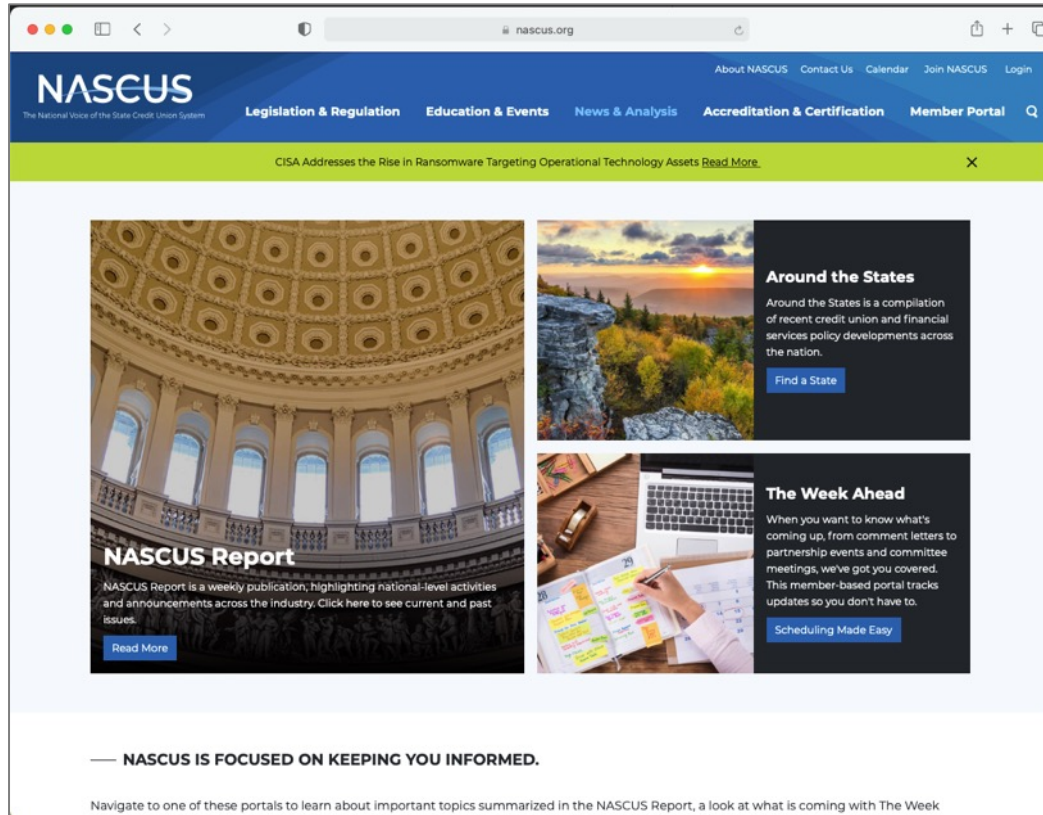 nascus.org
About NASCUS Contact Us Calendar Join NASCUS Login
NASCUS
The National Voice of the State Credit Union System
Legislation & Regulation Education & Events News & Analysis Accreditation & Certification Member Portal
CISA Addresses the Rise in Ransomware Targeting Operational Technology Assets Read More
NASCUS Report
NASCUS Report is a weekly publication, highlighting national-level activities
and announcements across the industry. Click here to see current and past
issues.
Read More
Around the States
Around the States is a compilation
of recent credit union and financial
services policy developments across
the nation.
Find a State
28
29
The Week Ahead
When you want to know what's
coming up, from comment letters to
partnership events and committee
meetings, we've got you covered.
This member-based portal tracks
updates so you don't have to.
Scheduling Made Easy
NASCUS IS FOCUSED ON KEEPING YOU INFORMED.
Navigate to one of these portals to learn about important topics summarized in the NASCUS Report, a look at what is coming with The Week